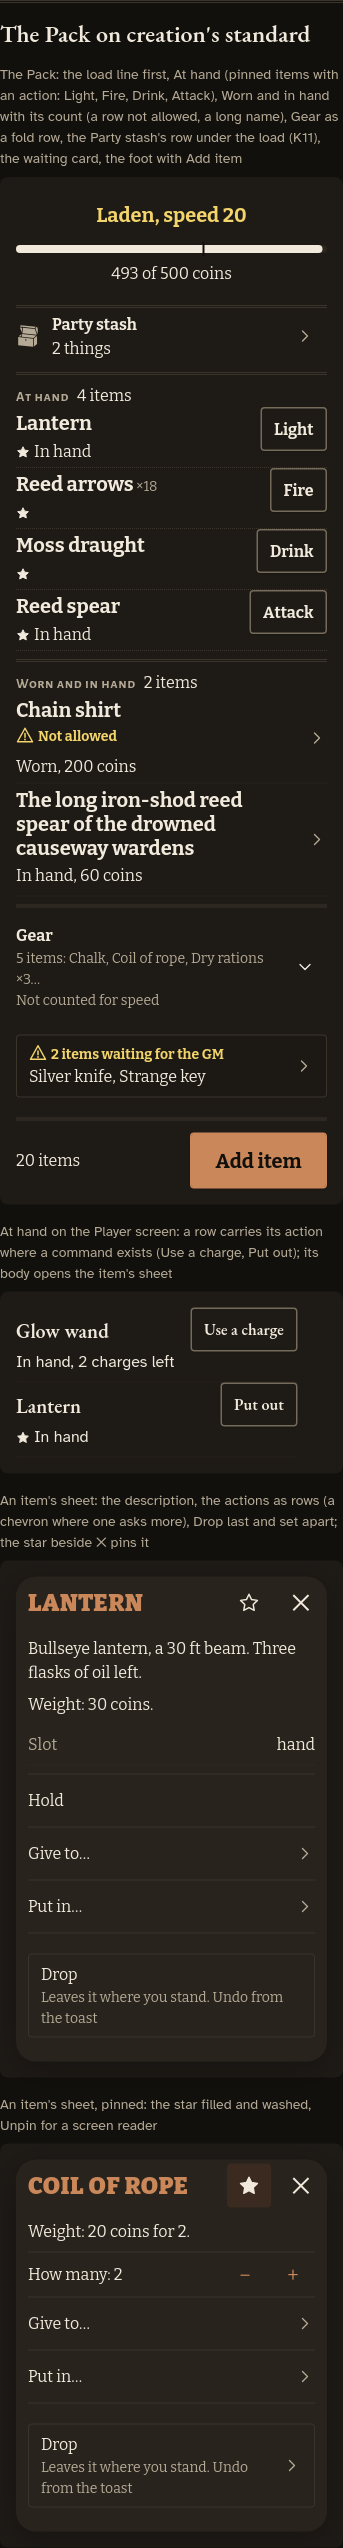 The Pack on creation's standard
The Pack: the load line first, At hand (pinned items with
an action: Light, Fire, Drink, Attack), Worn and in hand
with its count (a row not allowed, a long name), Gear as
a fold row, the Party stash's row under the load (K11),
the waiting card, the foot with Add item
Laden, speed 20
493 of 500 coins
Party stash
2 things
AT HAND 4 items
Lantern
★ In hand
Light
Reed arrows ×18
★
Fire
Moss draught
★
Drink
Reed spear
★ In hand
Attack
WORN AND IN HAND 2 items
Chain shirt
Not allowed
Worn, 200 coins
The long iron-shod reed
spear of the drowned
causeway wardens
In hand, 60 coins
Gear
5 items: Chalk, Coil of rope, Dry rations
×3...
Not counted for speed
2 items waiting for the GM
Silver knife, Strange key
20 items
Add item
At hand on the Player screen: a row carries its action
where a command exists (Use a charge, Put out); its
body opens the item's sheet
Glow wand
In hand, 2 charges left
Use a charge
Lantern
★ In hand
Put out
An item's sheet: the description, the actions as rows (a
chevron where one asks more), Drop last and set apart;
the star beside ✕ pins it
LANTERN
Bullseye lantern, a 30 ft beam. Three
flasks of oil left.
Weight: 30 coins.
Slot hand
Hold
Give to...
Put in...
Drop
Leaves it where you stand. Undo from
the toast
An item's sheet, pinned: the star filled and washed,
Unpin for a screen reader
COIL OF ROPE
Weight: 20 coins for 2.
How many: 2 − +
Give to...
Put in...
Drop
Leaves it where you stand. Undo
from the toast